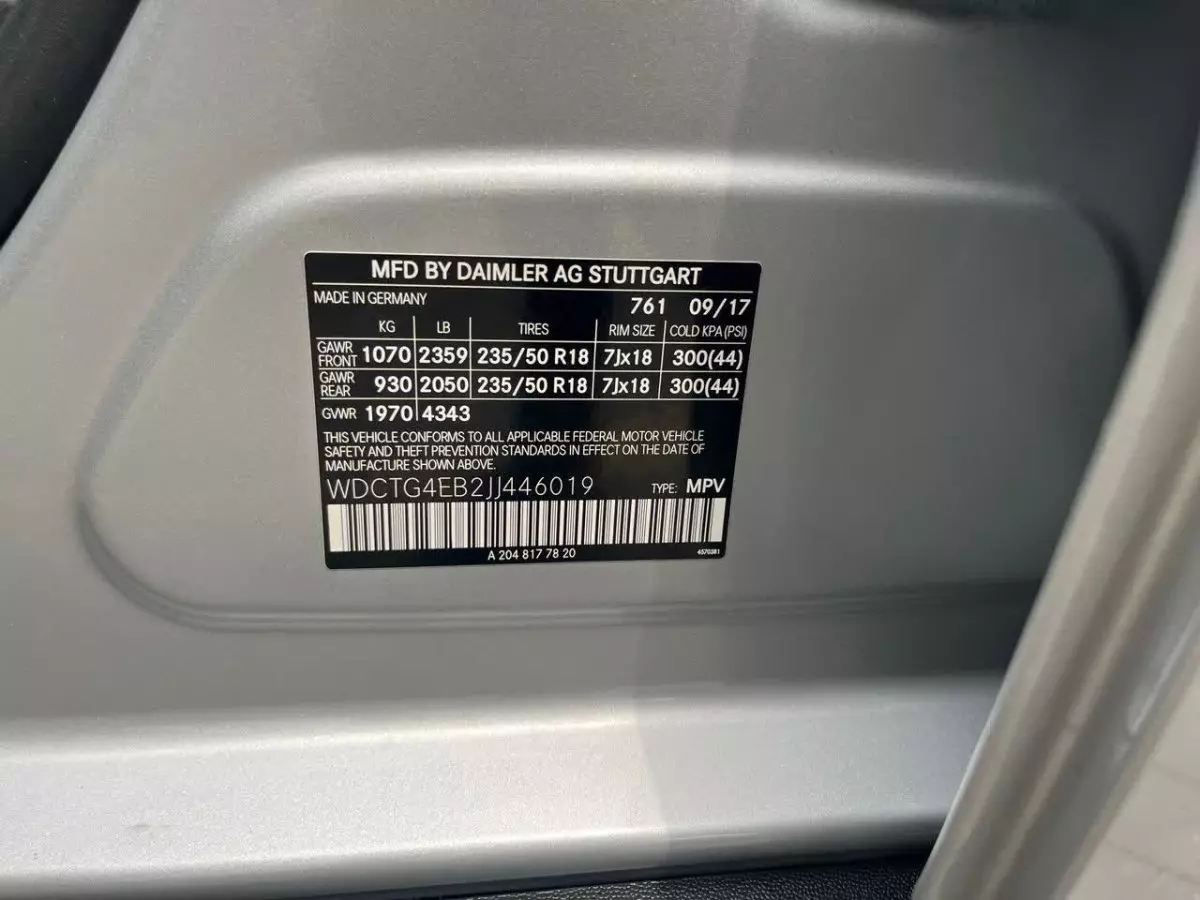 MFD BY DAIMLER AG STUTTGART
MADE IN GERMANY 761 09/17
KG LB TIRES RIM SIZE COLD KPA(PSI)
GAWR FRONT 1070 2359 235/50 R18 7Jx18 300(44)
GAWR REAR 930 2050 235/50 R18 7Jx18 300(44)
GVWR 1970 4343
THIS VEHICLE CONFORMS TO ALL APPLICABLE FEDERAL MOTOR VEHICLE
SAFETY AND THEFT PREVENTION STANDARDS IN EFFECT ON THE DATE OF
MANUFACTURE SHOWN ABOVE.
WDCTG4EB2JJ446019 TYPE: MPV
A 204 817 78 20 4570381